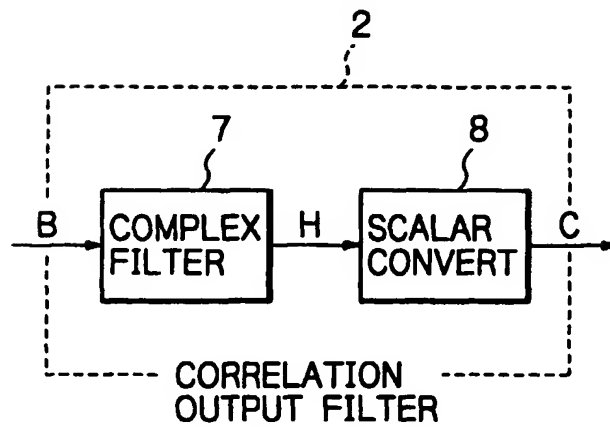 2
7
8
B
COMPLEX
FILTER
H
SCALAR
CONVERT
C
CORRELATION
OUTPUT FILTER